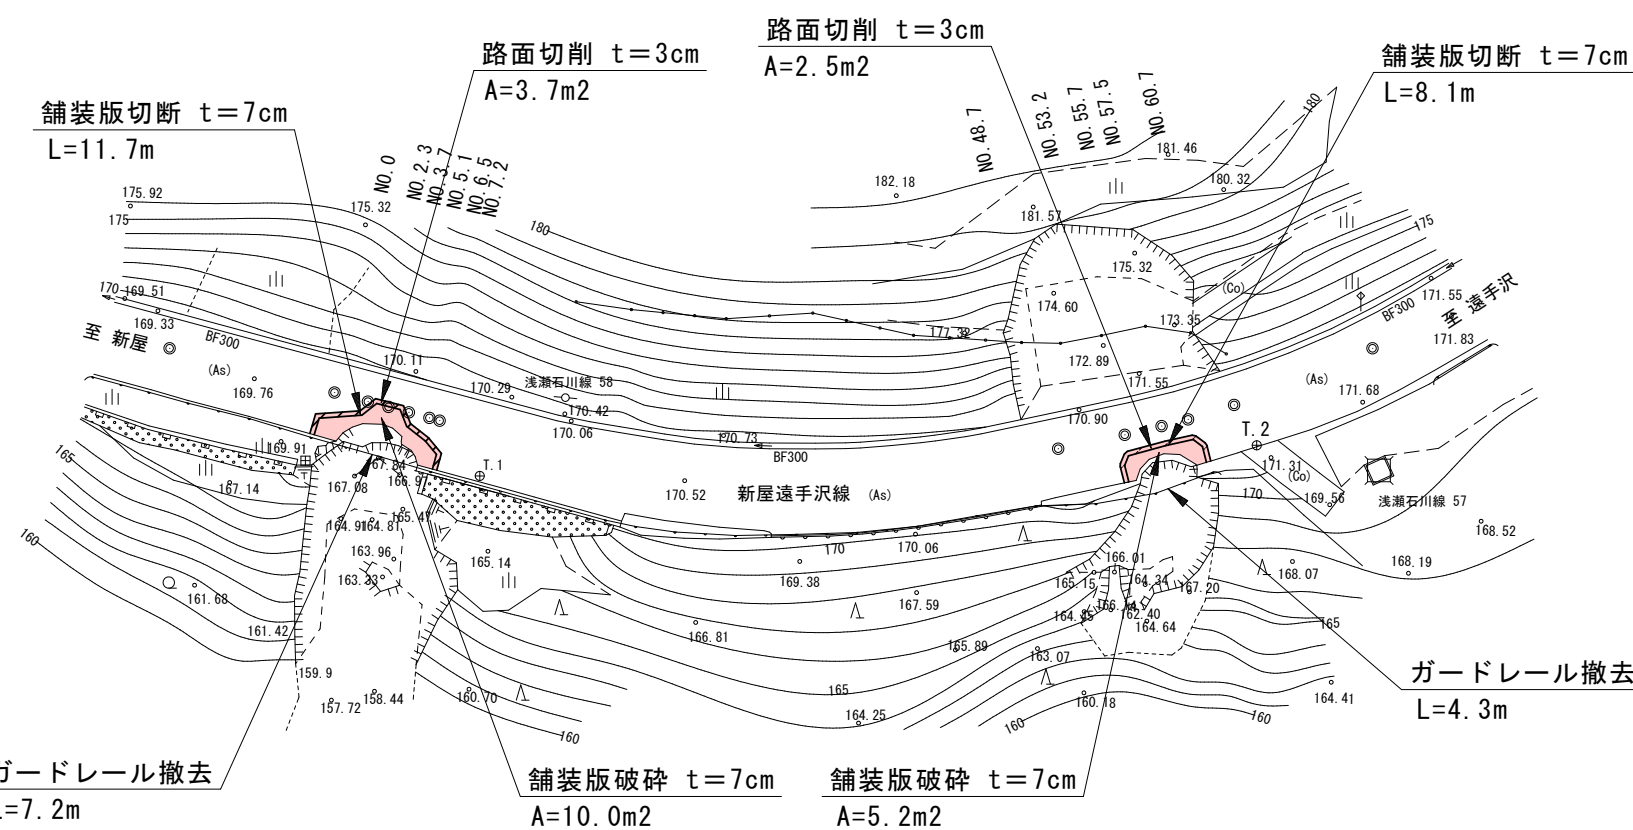 路面切削 t=3cm
A=3.7m2
路面切削 t=3cm
A=2.5m2
舗装版切断 t=7cm
L=8.1m
舗装版切断 t=7cm
L=11.7m
NO.0
NO.2.3
NO.3.7
NO.5.1
NO.6.5
NO.7.2
NO.48.7
NO.53.2
NO.55.7
NO.57.5
NO.60.7
180
181.46
182.18
180.32
181.57
175.92
175
175.32
180
175
175.32
174.60
(Co)
173.35
177.32
172.89
171.55
170
169.51
169.33
至 新屋
BF300
(As)
169.76
170.11
170.29
浅瀬石川線 58
170.42
170.06
170.73
BF300
170.90
171.55
BF300
至 遠手沢
171.83
(As)
171.68
T.2
171.31
(Co)
169.56
浅瀬石川線 57
168.52
169.91
165
167.14
167.84
167.08
166.97
T.1
170.52
新屋遠手沢線 (As)
170
164.81
165.47
163.96
163.33
165.14
160
161.68
161.42
159.9
157.72
158.44
160.70
160
170
170.06
169.38
167.59
166.81
165.89
165
164.25
166.01
165.15
164.34
167.20
164.45
162.40
164.64
163.07
160.18
160
160
168.07
168.19
165
164.41
ガードレール撤去
L=4.3m
ガードレール撤去
L=7.2m
舗装版破砕 t=7cm
A=10.0m2
舗装版破砕 t=7cm
A=5.2m2